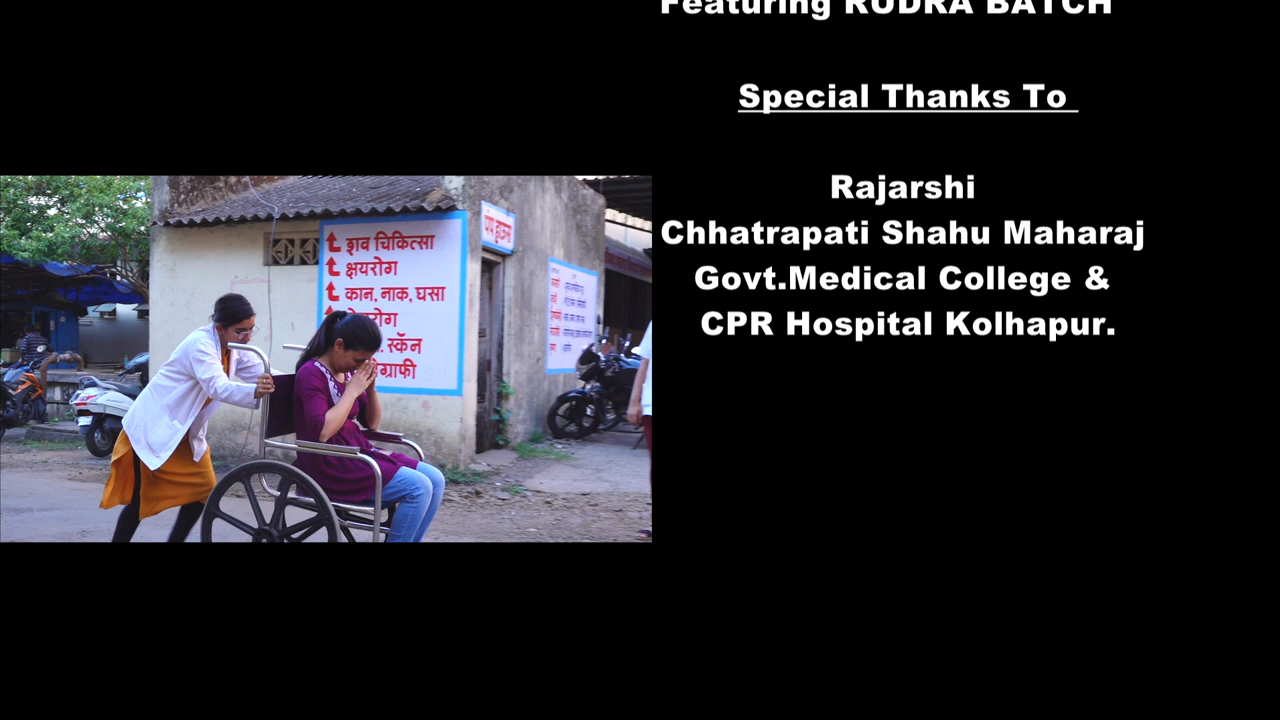 Featuring RUDRA BATCH
Special Thanks To
Rajarshi
Chhatrapati Shahu Maharaj
Govt.Medical College &
CPR Hospital Kolhapur.
शव चिकित्सा
क्षयरोग
कान, नाक, घसा
रोग
स्कॅन
ग्राफी
पंप हाऊस